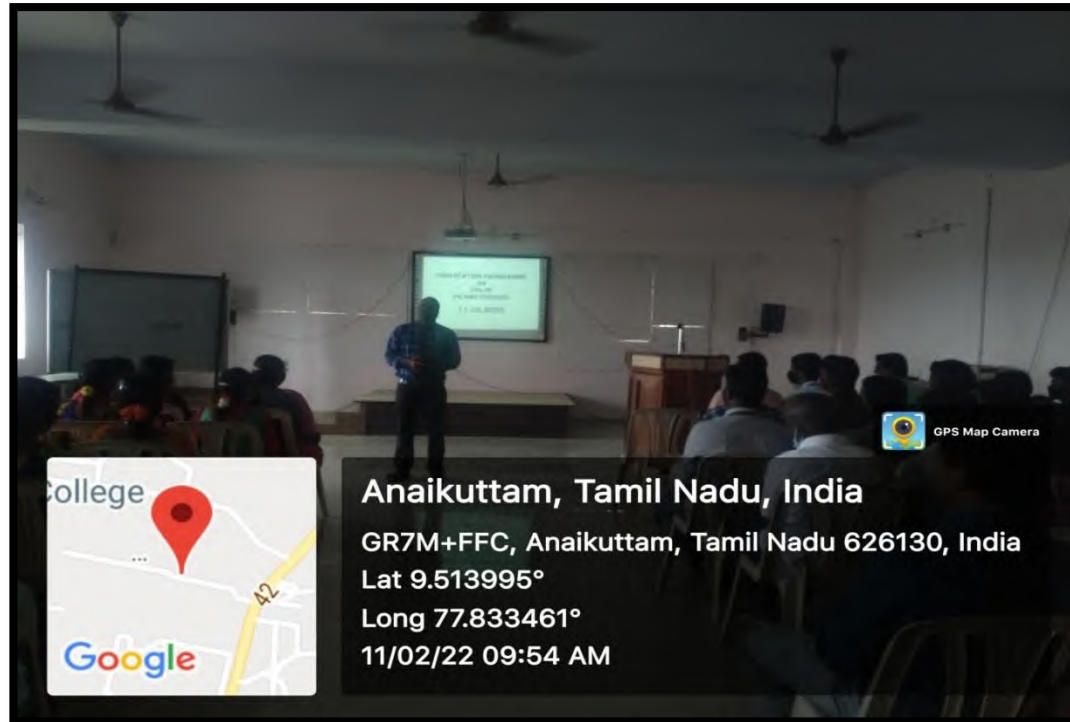 GPS Map Camera
College
...
42
Google
Anaikuttam, Tamil Nadu, India
GR7M+FFC, Anaikuttam, Tamil Nadu 626130, India
Lat 9.513995°
Long 77.833461°
11/02/22 09:54 AM